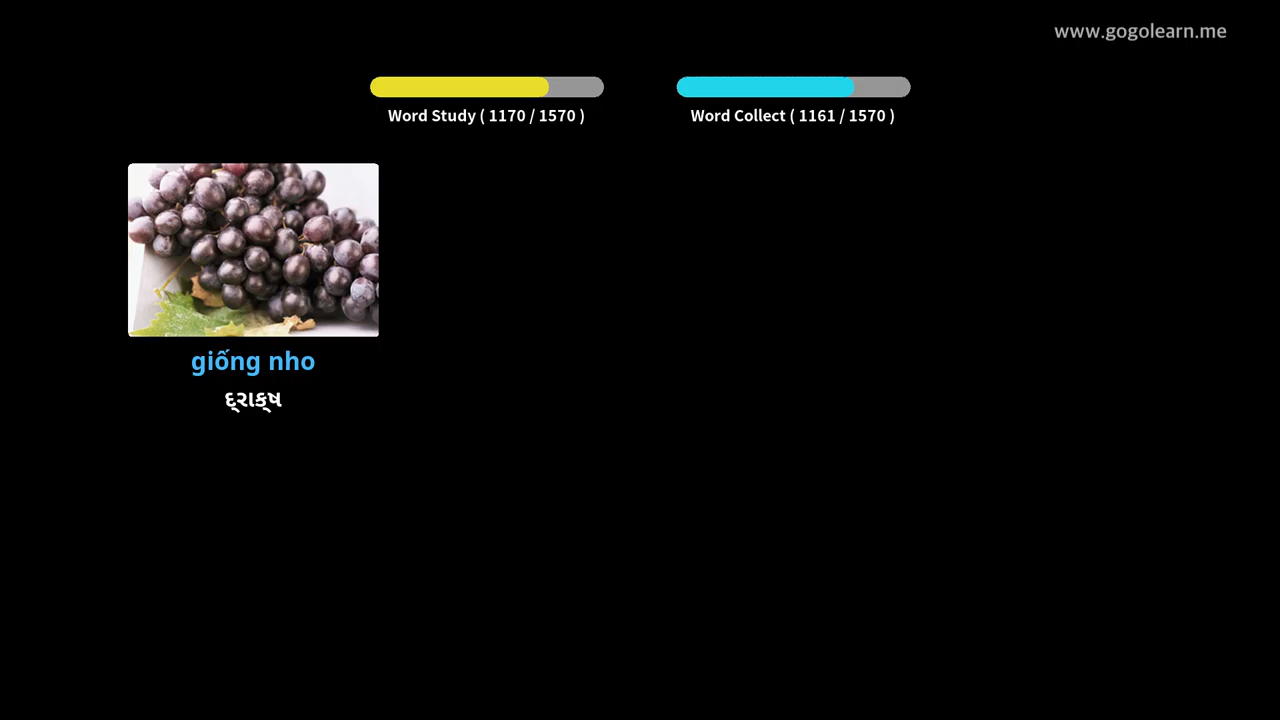 www.gogolearn.me
Word Study ( 1170 / 1570 )
Word Collect ( 1161 / 1570 )
giống nho
દ્રાક્ષ